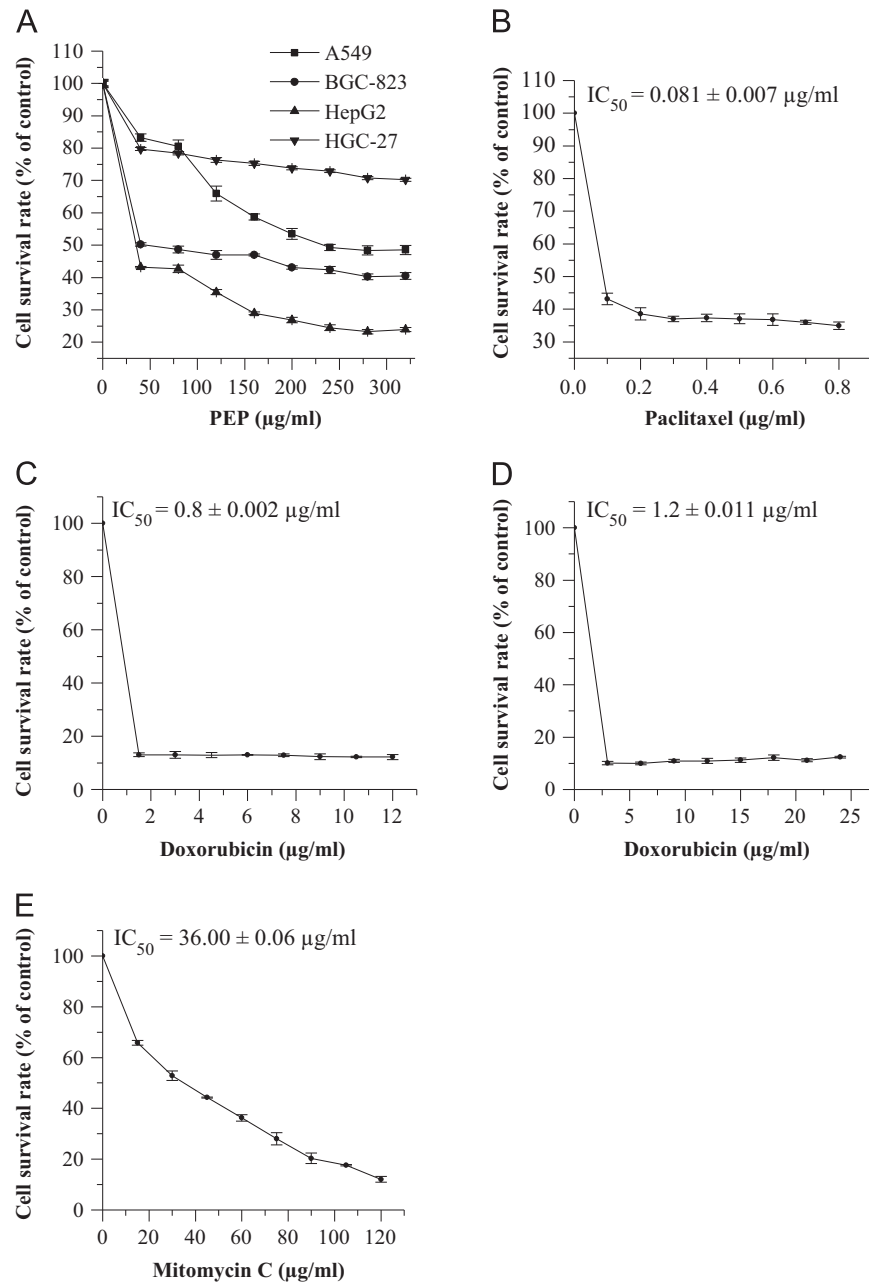 A
Cell survival rate (% of control)
110
100
90
80
70
60
50
40
30
20
A549
BGC-823
HepG2
HGC-27
0 50 100 150 200 250 300
PEP (µg/ml)
B
Cell survival rate (% of control)
110
100
90
80
70
60
50
40
30
IC50 = 0.081 ± 0.007 µg/ml
0.0 0.2 0.4 0.6 0.8
Paclitaxel (µg/ml)
C
Cell survival rate (% of control)
100
80
60
40
20
0
IC50 = 0.8 ± 0.002 µg/ml
0 2 4 6 8 10 12
Doxorubicin (µg/ml)
D
Cell survival rate (% of control)
100
80
60
40
20
0
IC50 = 1.2 ± 0.011 µg/ml
0 5 10 15 20 25
Doxorubicin (µg/ml)
E
Cell survival rate (% of control)
100
80
60
40
20
0
IC50 = 36.00 ± 0.06 µg/ml
0 20 40 60 80 100 120
Mitomycin C (µg/ml)